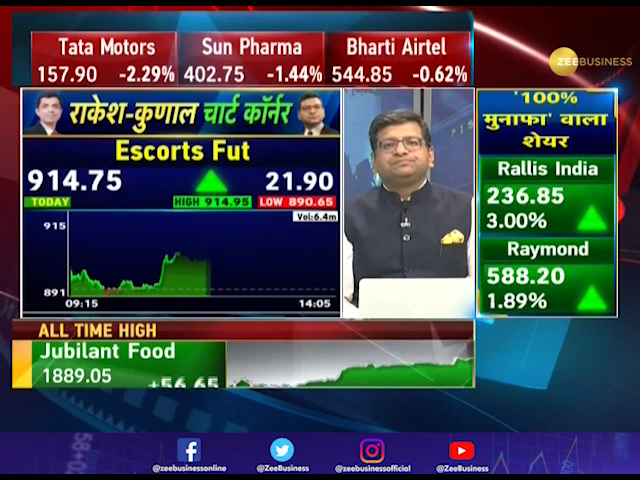 Tata Motors
157.90 -2.29%
Sun Pharma
402.75 -1.44%
Bharti Airtel
544.85 -0.62%
ZEEBUSINESS
राकेश-कुणाल चार्ट कॉर्नर
Escorts Fut
914.75 21.90
TODAY HIGH 914.95 LOW 890.65
Vol:6.4m
915
891
09:15 14:05
'100%
मुनाफा' वाला
शेयर
Rallis India
236.85
3.00%
Raymond
588.20
1.89%
ALL TIME HIGH
Jubilant Food
1889.05
+56.65
@zeebusinessonline
@ZeeBusiness
@zeebusinessofficial
@ZeeBusiness